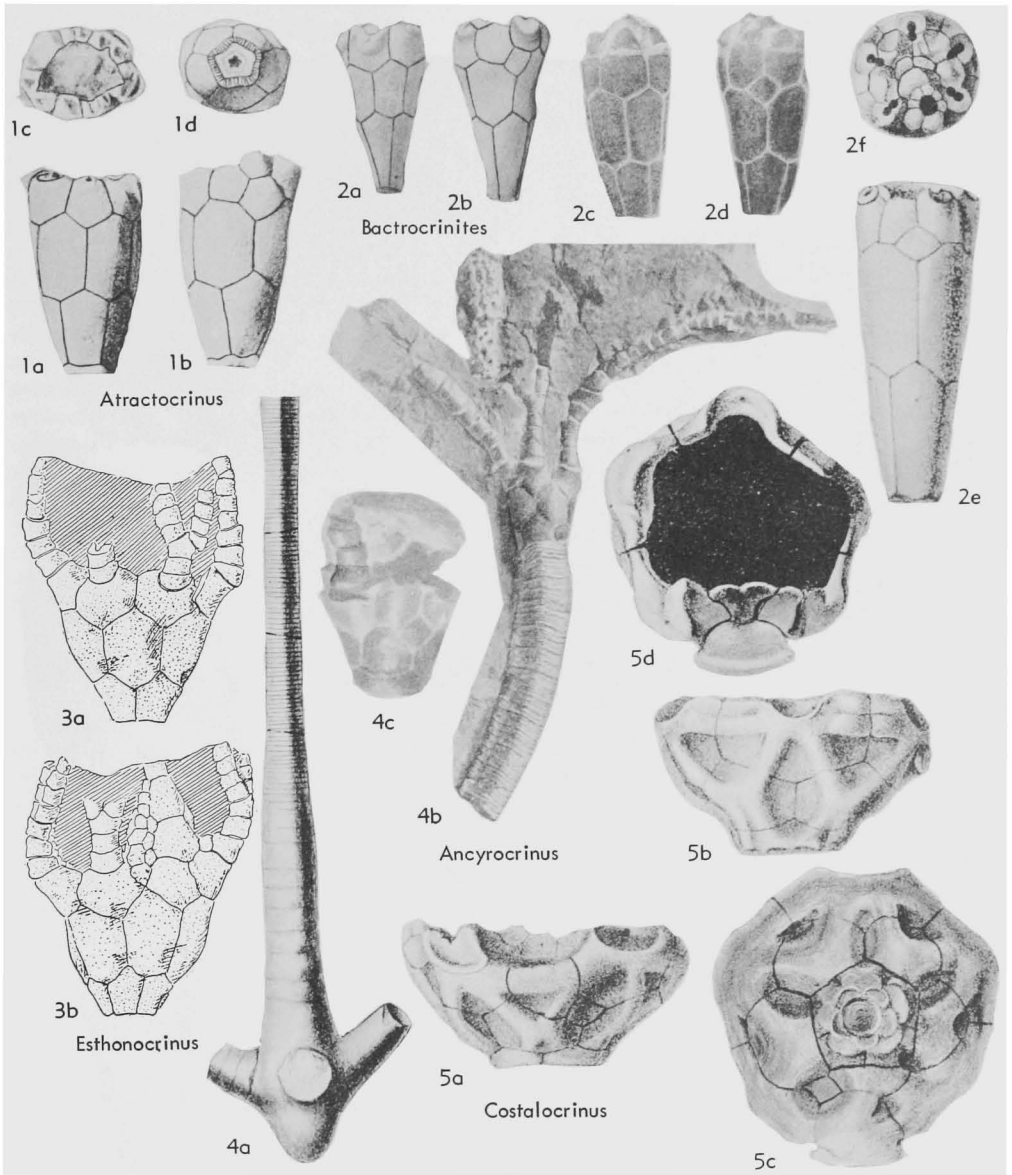 1c
1d
2a
2b
2c
2d
2f
Bactrocrinites
1a
1b
Atractocrinus
2e
3a
4c
5d
4b
Ancyrocrinus
5b
3b
Esthonocrinus
5a
Costalocrinus
4a
5c